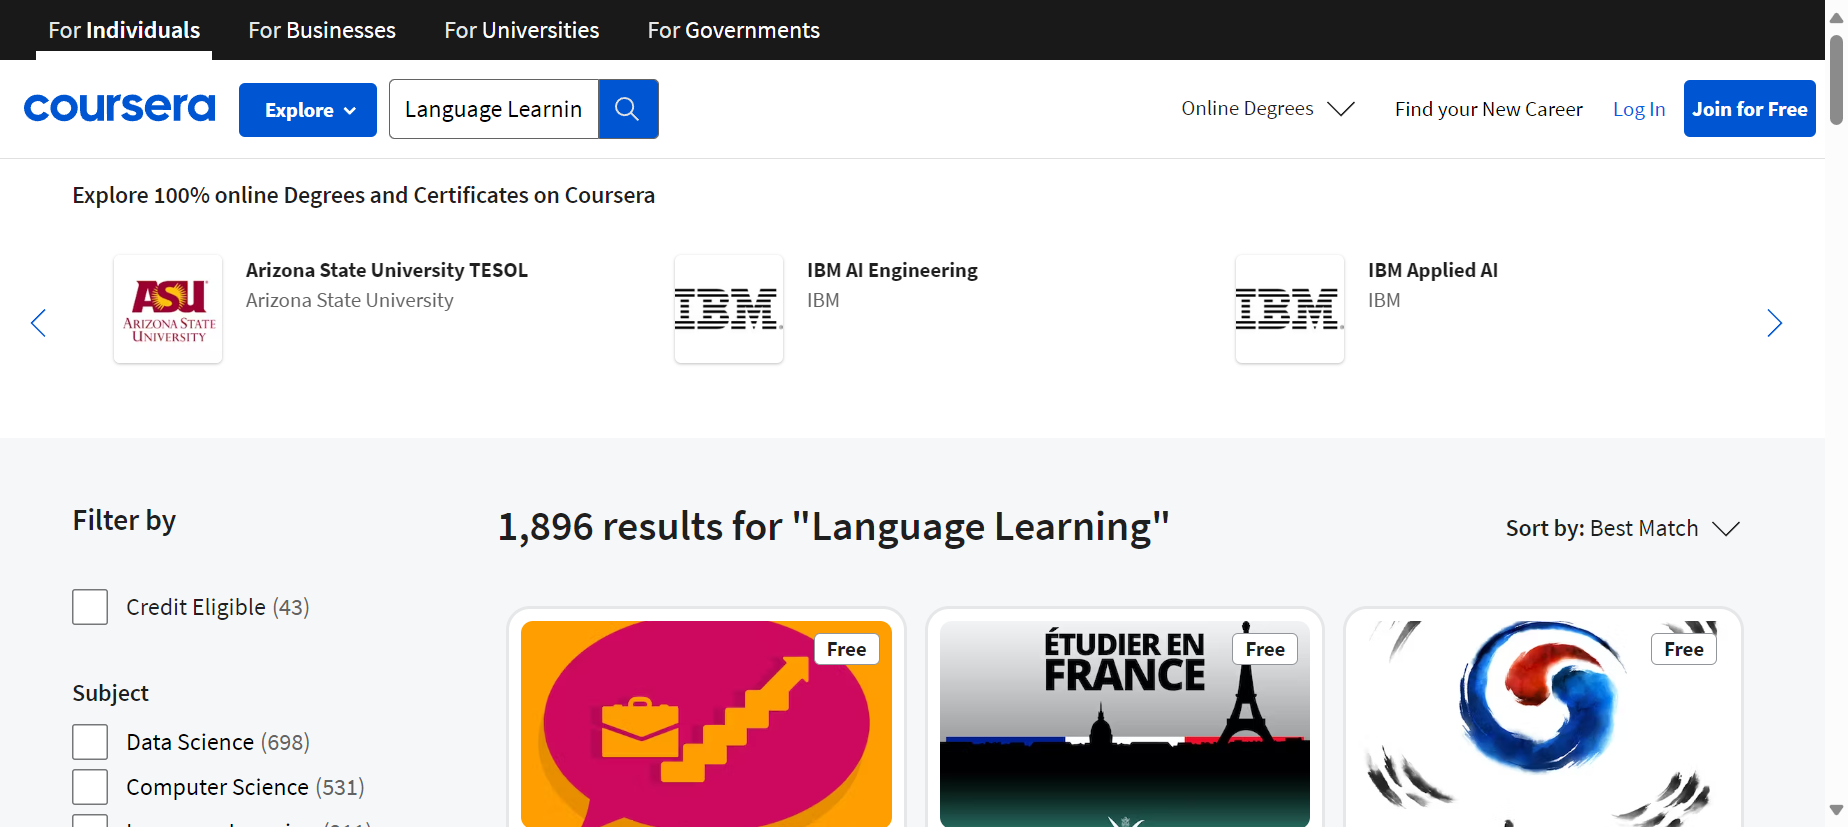 For Individuals
For Businesses
For Universities
For Governments
coursera
Explore
Language Learnin
Online Degrees
Find your New Career
Log In
Join for Free
Explore 100% online Degrees and Certificates on Coursera
ASU
ARIZONA STATE
UNIVERSITY
Arizona State University TESOL
Arizona State University
IBM
IBM AI Engineering
IBM
IBM
IBM Applied AI
IBM
Filter by
1,896 results for "Language Learning"
Sort by: Best Match
Credit Eligible (43)
Subject
Data Science (698)
Computer Science (531)
Free
ÉTUDIER EN
FRANCE
Free
Free